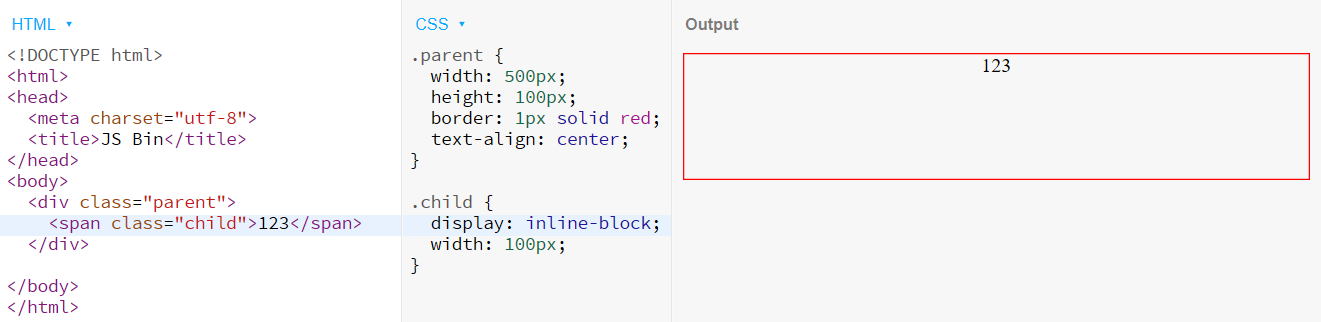 HTML ▾
<!DOCTYPE html>
<html>
<head>
  <meta charset="utf-8">
  <title>JS Bin</title>
</head>
<body>
  <div class="parent">
    <span class="child">123</span>
  </div>

</body>
</html>
CSS ▾
.parent {
  width: 500px;
  height: 100px;
  border: 1px solid red;
  text-align: center;
}

.child {
  display: inline-block;
  width: 100px;
}
Output
123